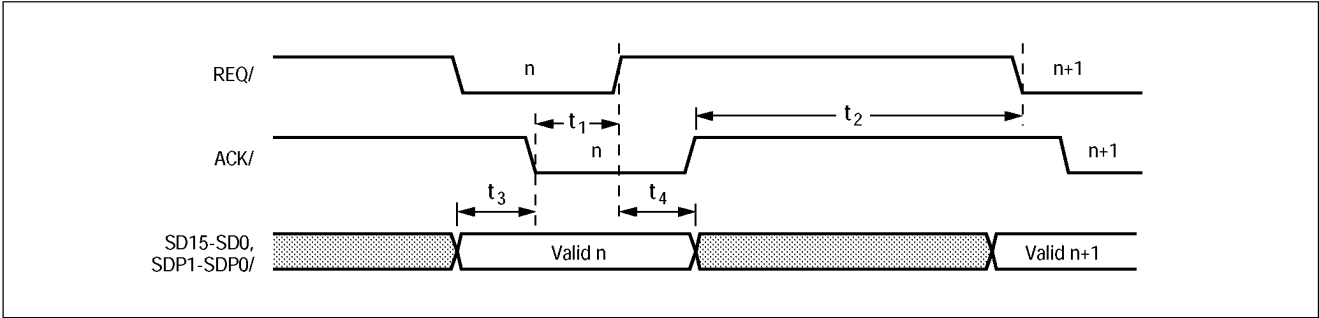 REQ/
n
n+1
t1
t2
ACK/
n
n+1
t3
t4
SD15-SD0,
SDP1-SDP0/
Valid n
Valid n+1